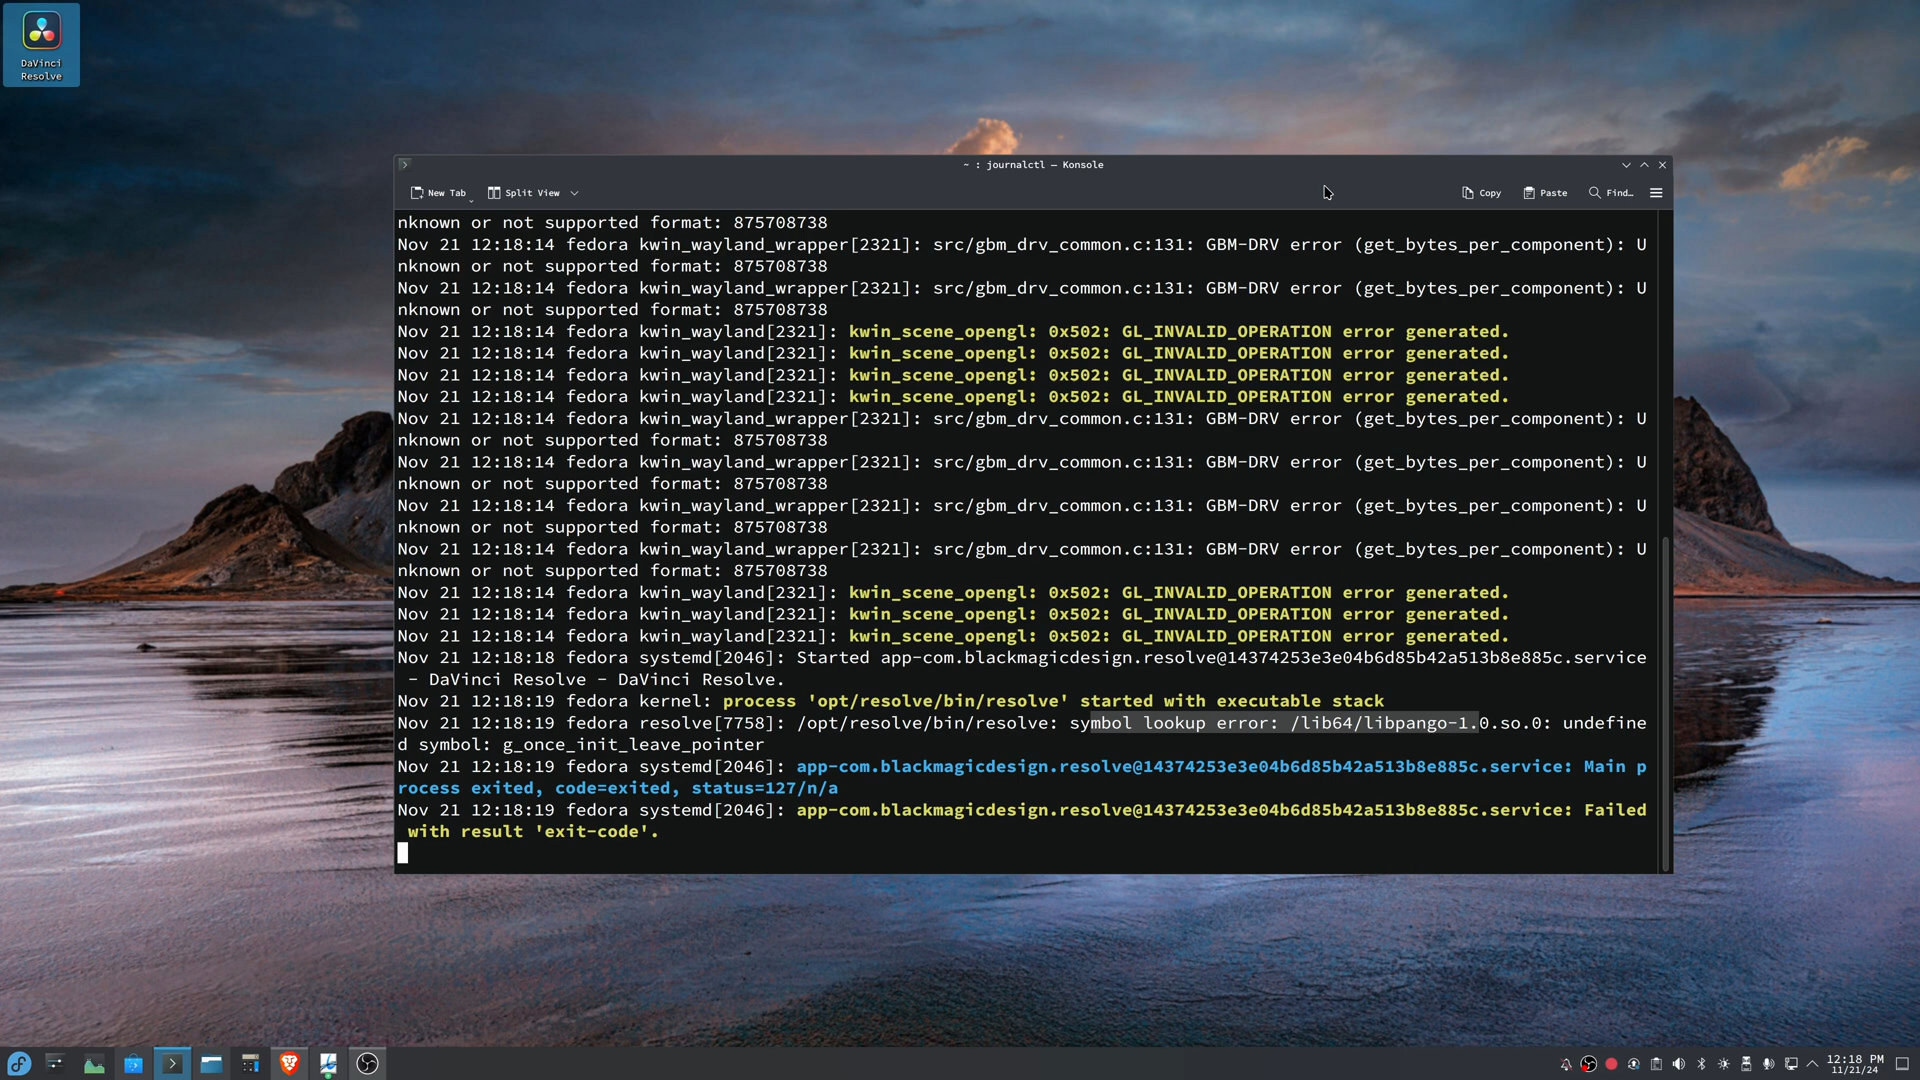 DaVinci
Resolve
~ : journalctl — Konsole
New Tab
Split View
Copy
Paste
Find…
nknown or not supported format: 875708738
Nov 21 12:18:14 fedora kwin_wayland_wrapper[2321]: src/gbm_drv_common.c:131: GBM-DRV error (get_bytes_per_component): U
nknown or not supported format: 875708738
Nov 21 12:18:14 fedora kwin_wayland_wrapper[2321]: src/gbm_drv_common.c:131: GBM-DRV error (get_bytes_per_component): U
nknown or not supported format: 875708738
Nov 21 12:18:14 fedora kwin_wayland[2321]: kwin_scene_opengl: 0x502: GL_INVALID_OPERATION error generated.
Nov 21 12:18:14 fedora kwin_wayland[2321]: kwin_scene_opengl: 0x502: GL_INVALID_OPERATION error generated.
Nov 21 12:18:14 fedora kwin_wayland[2321]: kwin_scene_opengl: 0x502: GL_INVALID_OPERATION error generated.
Nov 21 12:18:14 fedora kwin_wayland[2321]: kwin_scene_opengl: 0x502: GL_INVALID_OPERATION error generated.
Nov 21 12:18:14 fedora kwin_wayland_wrapper[2321]: src/gbm_drv_common.c:131: GBM-DRV error (get_bytes_per_component): U
nknown or not supported format: 875708738
Nov 21 12:18:14 fedora kwin_wayland_wrapper[2321]: src/gbm_drv_common.c:131: GBM-DRV error (get_bytes_per_component): U
nknown or not supported format: 875708738
Nov 21 12:18:14 fedora kwin_wayland_wrapper[2321]: src/gbm_drv_common.c:131: GBM-DRV error (get_bytes_per_component): U
nknown or not supported format: 875708738
Nov 21 12:18:14 fedora kwin_wayland_wrapper[2321]: src/gbm_drv_common.c:131: GBM-DRV error (get_bytes_per_component): U
nknown or not supported format: 875708738
Nov 21 12:18:14 fedora kwin_wayland[2321]: kwin_scene_opengl: 0x502: GL_INVALID_OPERATION error generated.
Nov 21 12:18:14 fedora kwin_wayland[2321]: kwin_scene_opengl: 0x502: GL_INVALID_OPERATION error generated.
Nov 21 12:18:14 fedora kwin_wayland[2321]: kwin_scene_opengl: 0x502: GL_INVALID_OPERATION error generated.
Nov 21 12:18:18 fedora systemd[2046]: Started app-com.blackmagicdesign.resolve@14374253e3e04b6d85b42a513b8e885c.service
- DaVinci Resolve - DaVinci Resolve.
Nov 21 12:18:19 fedora kernel: process 'opt/resolve/bin/resolve' started with executable stack
Nov 21 12:18:19 fedora resolve[7758]: /opt/resolve/bin/resolve: symbol lookup error: /lib64/libpango-1.0.so.0: undefine
d symbol: g_once_init_leave_pointer
Nov 21 12:18:19 fedora systemd[2046]: app-com.blackmagicdesign.resolve@14374253e3e04b6d85b42a513b8e885c.service: Main p
rocess exited, code=exited, status=127/n/a
Nov 21 12:18:19 fedora systemd[2046]: app-com.blackmagicdesign.resolve@14374253e3e04b6d85b42a513b8e885c.service: Failed
with result 'exit-code'.
12:18 PM
11/21/24